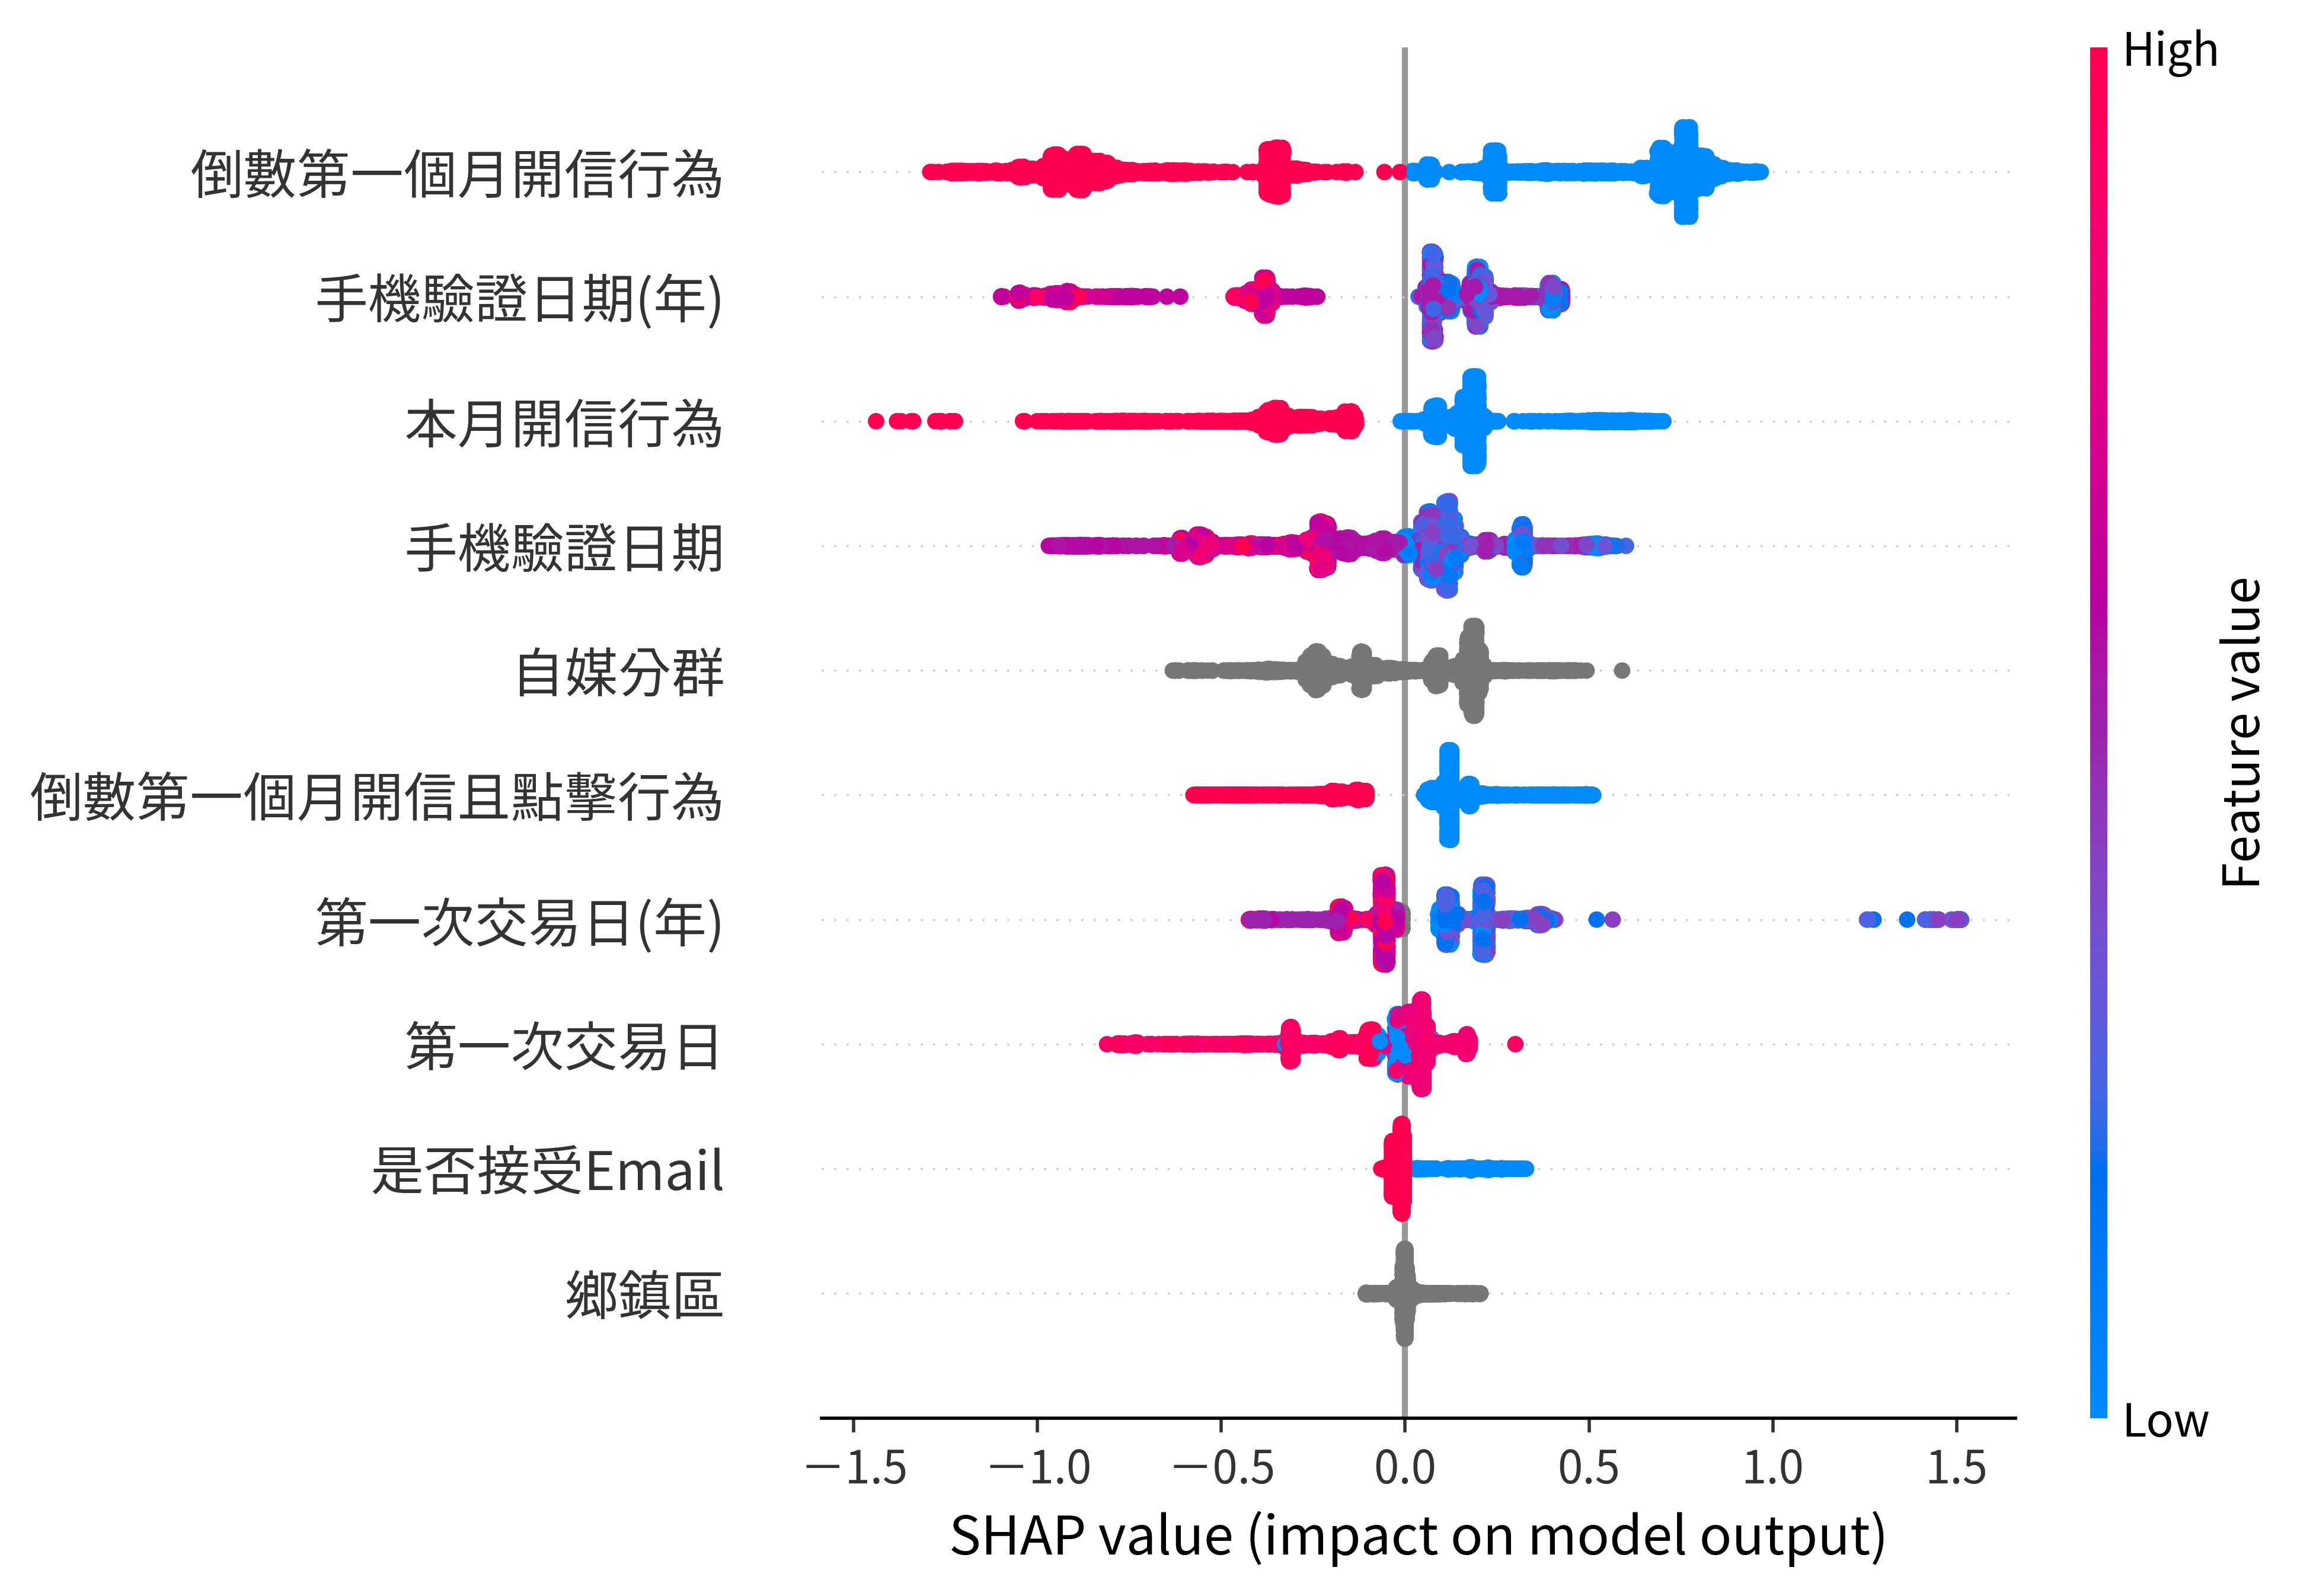 High
倒數第一個月開信行為
手機驗證日期(年)
本月開信行為
手機驗證日期
自媒分群
倒數第一個月開信且點擊行為
第一次交易日(年)
第一次交易日
是否接受Email
鄉鎮區
Feature value
Low
−1.5 −1.0 −0.5 0.0 0.5 1.0 1.5
SHAP value (impact on model output)